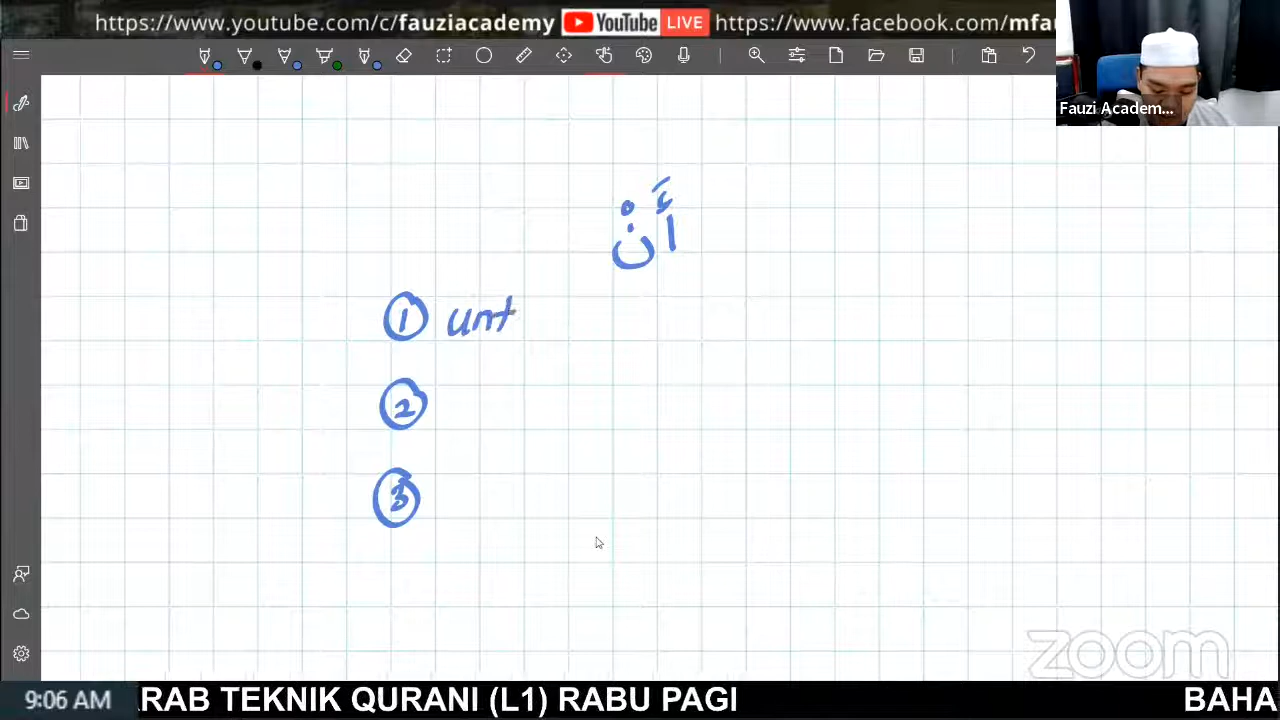 https://www.youtube.com/c/fauziacademy YouTube LIVE https://www.facebook.com/mfau
Fauzi Academ...
أَنْ
1 unt
2
3
zoom
9:06 AM RAB TEKNIK QURANI (L1) RABU PAGI BAHA